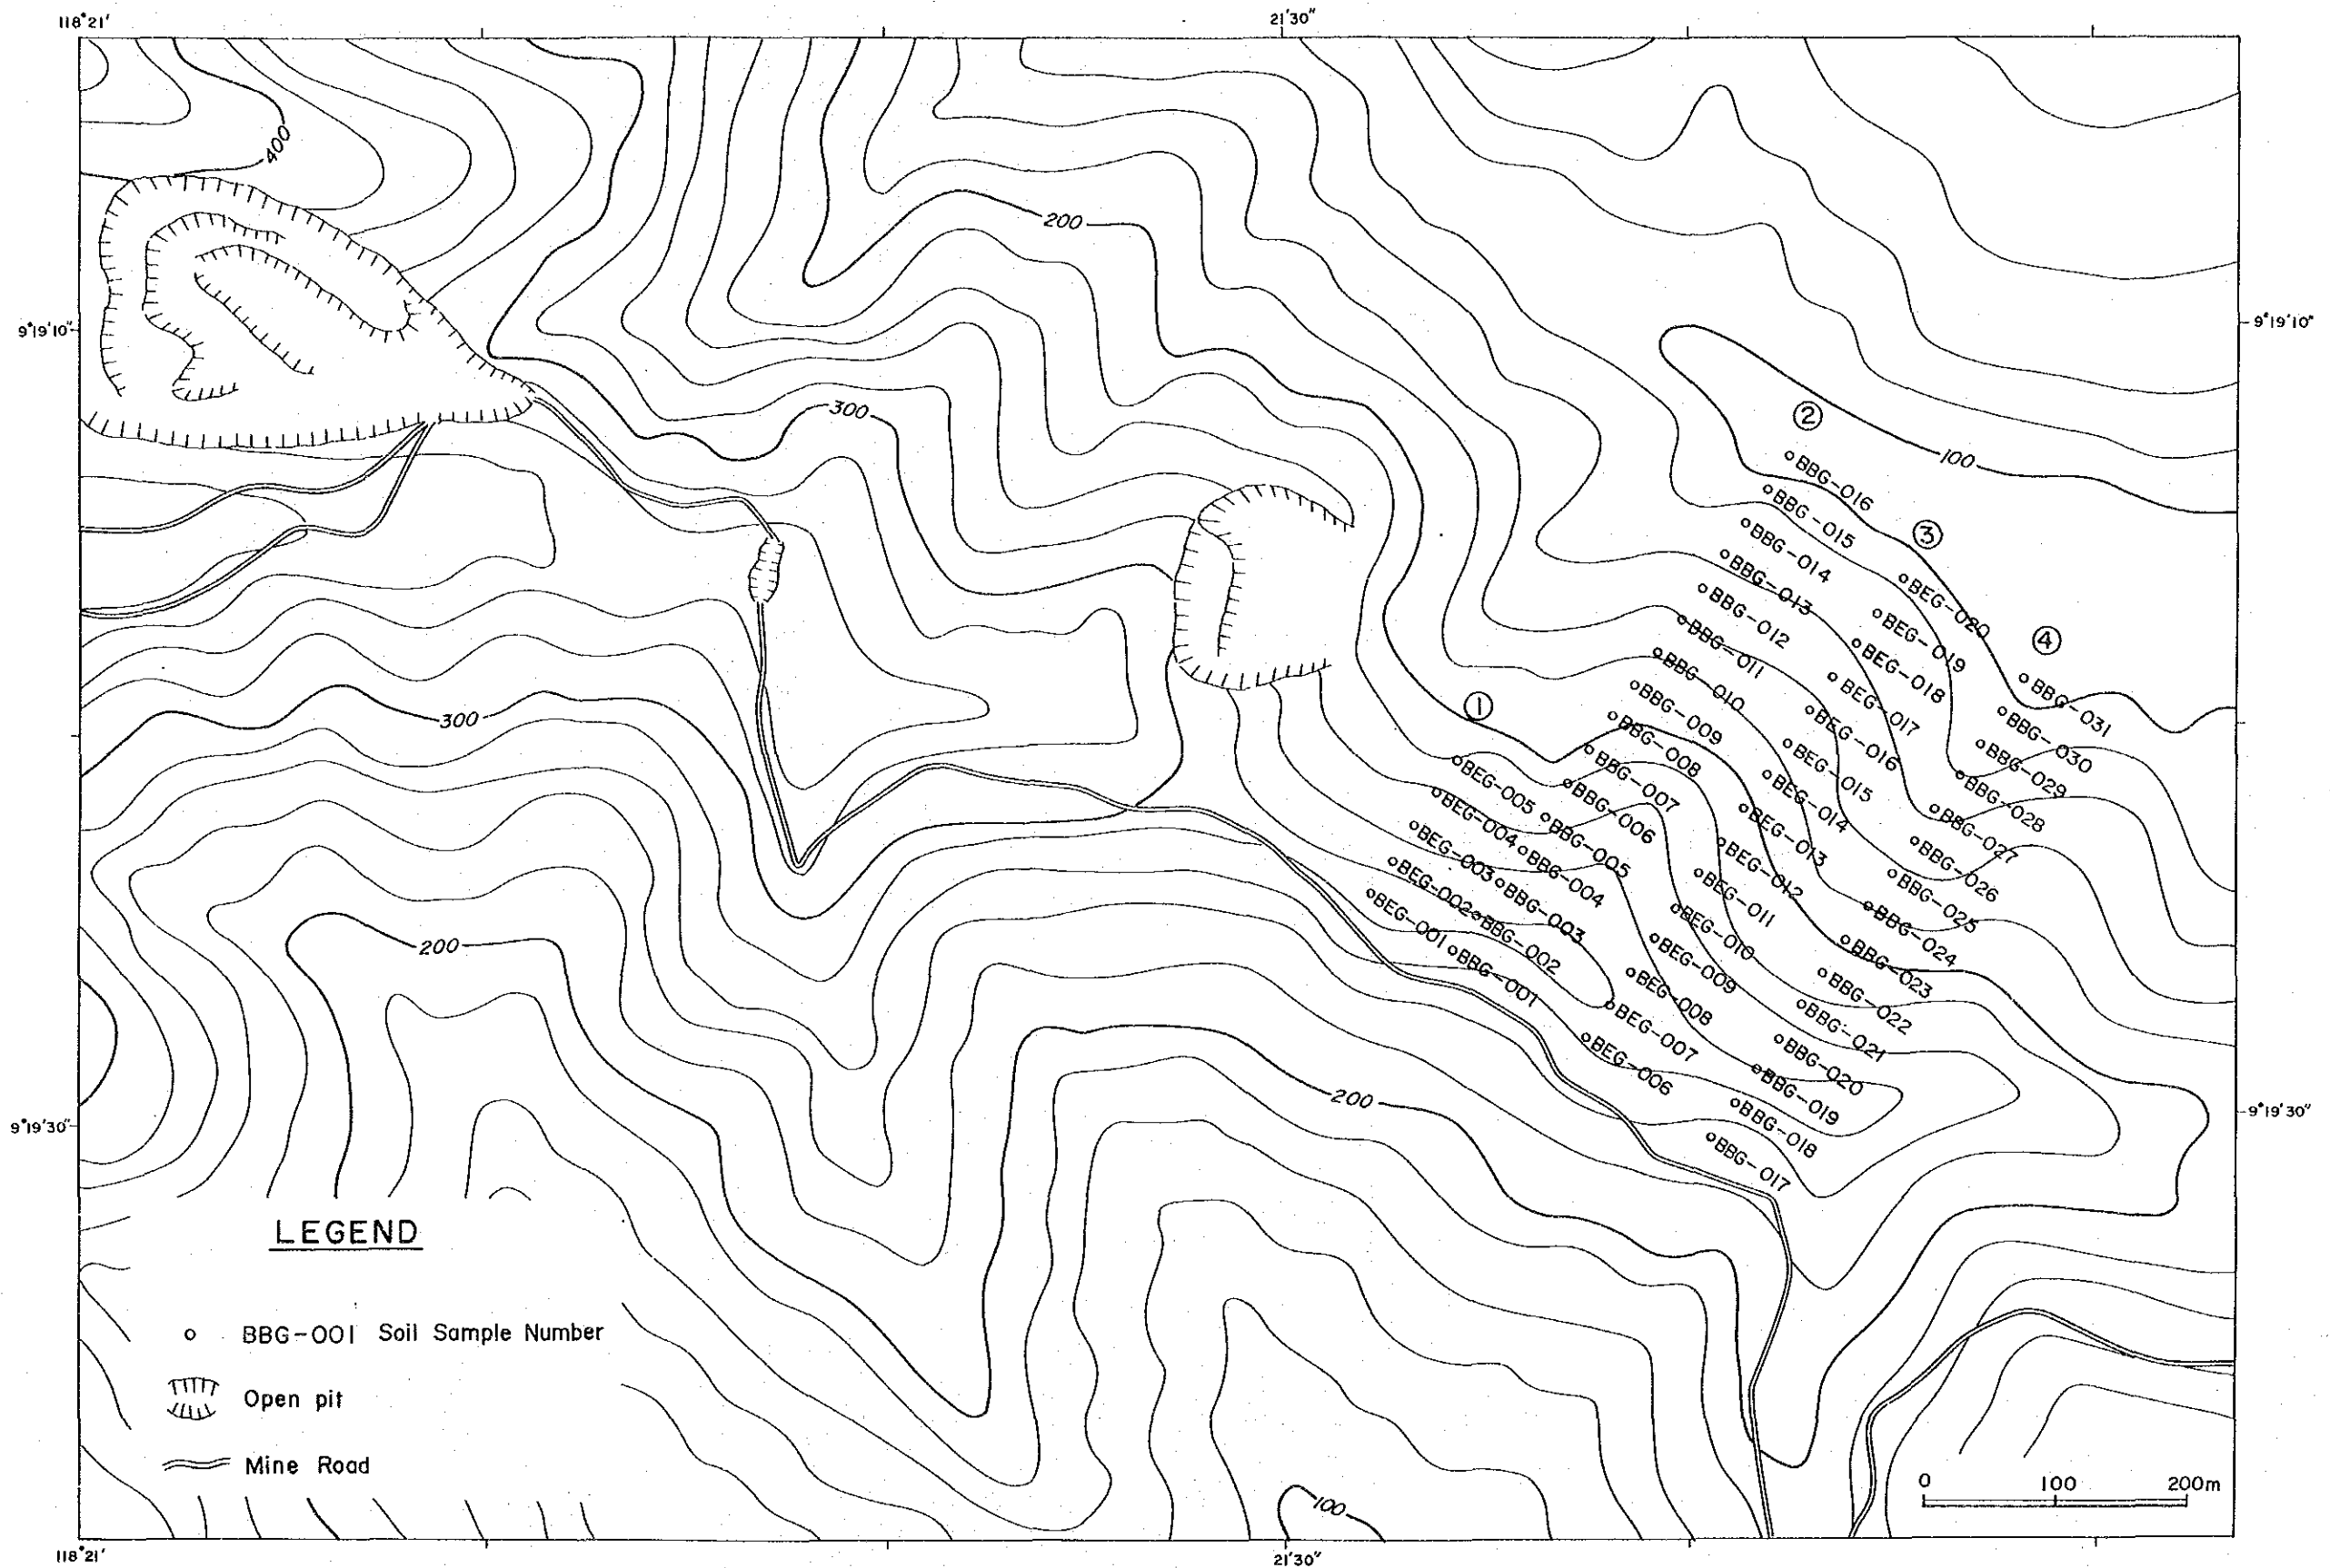 118°21'
21'30"
400
200
9°19'10"
9°19'10"
300
②
100
BBG-016
BBG-015
③
BBG-014
BBG-013
BEG-020
BBG-012
BEG-019
④
BBG-011
BEG-018
BBG-010
BEG-017
BBG-031
BBG-009
BEG-016
BBG-030
300
①
BBG-008
BEG-015
BBG-029
BBG-007
BEG-014
BBG-028
BEG-005
BBG-006
BEG-013
BBG-027
BEG-004
BBG-005
BEG-012
BBG-026
BEG-003
BBG-004
BEG-011
BBG-025
BEG-002
BBG-003
BEG-010
BBG-024
BEG-001
BBG-002
BEG-009
BBG-023
BBG-001
BEG-008
BBG-022
200
BEG-007
BBG-021
BEG-006
BBG-020
200
BBG-019
9°19'30"
9°19'30"
BBG-018
BBG-017
LEGEND
BBG-001 Soil Sample Number
Open pit
Mine Road
0 100 200m
100
118°21'
21'30"